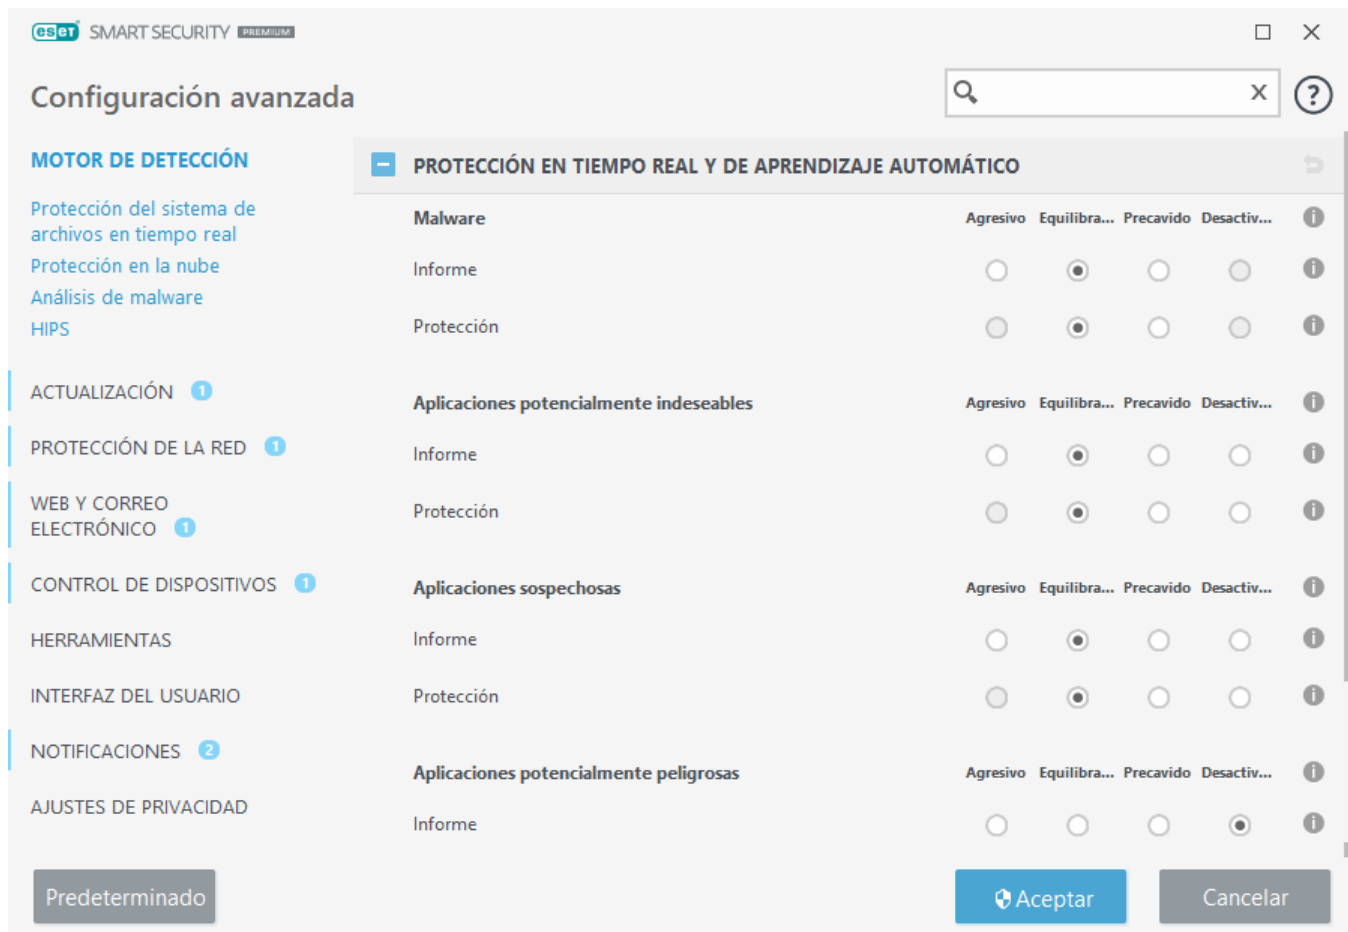 eset SMART SECURITY PREMIUM
Configuración avanzada
X
?
MOTOR DE DETECCIÓN
Protección del sistema de
archivos en tiempo real
Protección en la nube
Análisis de malware
HIPS
ACTUALIZACIÓN 1
PROTECCIÓN DE LA RED 1
WEB Y CORREO
ELECTRÓNICO 1
CONTROL DE DISPOSITIVOS 1
HERRAMIENTAS
INTERFAZ DEL USUARIO
NOTIFICACIONES 2
AJUSTES DE PRIVACIDAD
PROTECCIÓN EN TIEMPO REAL Y DE APRENDIZAJE AUTOMÁTICO
Malware Agresivo Equilibra... Precavido Desactiv... i
Informe i
Protección i
Aplicaciones potencialmente indeseables Agresivo Equilibra... Precavido Desactiv... i
Informe i
Protección i
Aplicaciones sospechosas Agresivo Equilibra... Precavido Desactiv... i
Informe i
Protección i
Aplicaciones potencialmente peligrosas Agresivo Equilibra... Precavido Desactiv... i
Informe i
Predeterminado
Aceptar
Cancelar